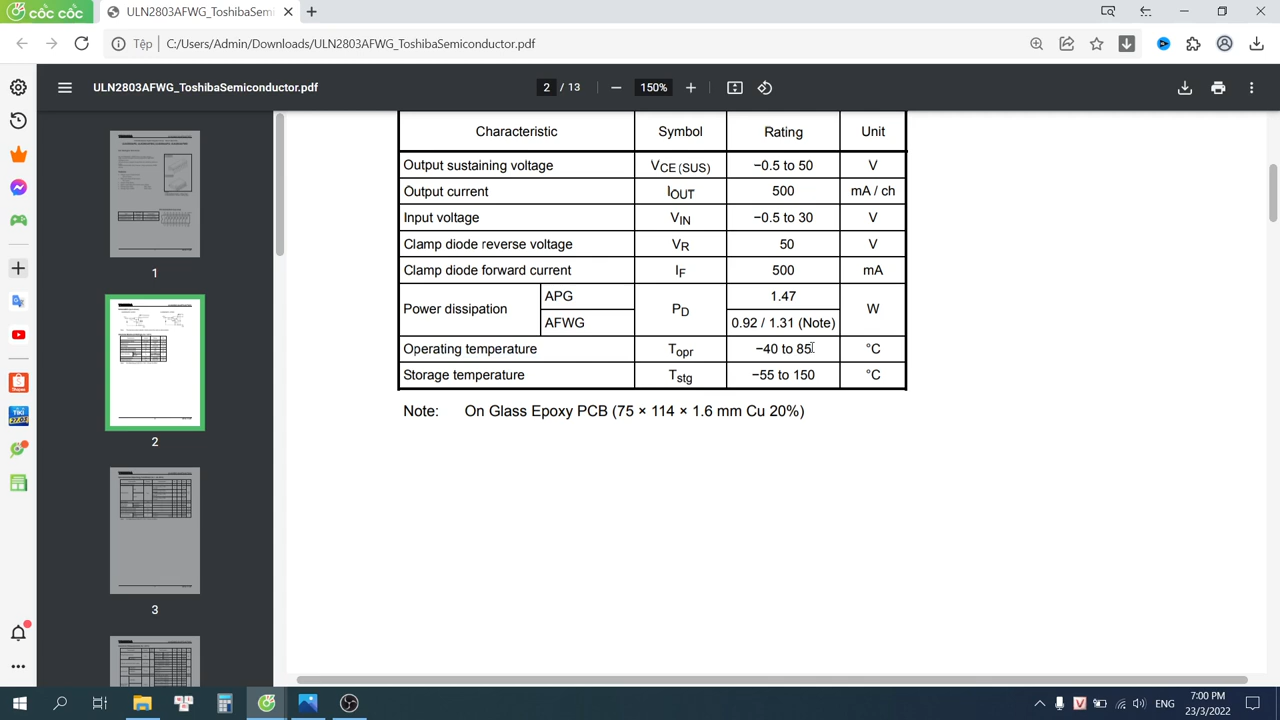 cốc cốc
ULN2803AFWG_ToshibaSemicond
Tệp
C:/Users/Admin/Downloads/ULN2803AFWG_ToshibaSemiconductor.pdf
ULN2803AFWG_ToshibaSemiconductor.pdf
2 / 13
150%
Characteristic Symbol Rating Unit
Output sustaining voltage VCE (SUS) −0.5 to 50 V
Output current IOUT 500 mA / ch
Input voltage VIN −0.5 to 30 V
Clamp diode reverse voltage VR 50 V
Clamp diode forward current IF 500 mA
Power dissipation APG PD 1.47 W
AFWG 0.92 / 1.31 (Note)
Operating temperature Topr −40 to 85 °C
Storage temperature Tstg −55 to 150 °C
Note: On Glass Epoxy PCB (75 × 114 × 1.6 mm Cu 20%)
1
2
3
ENG
7:00 PM
23/3/2022